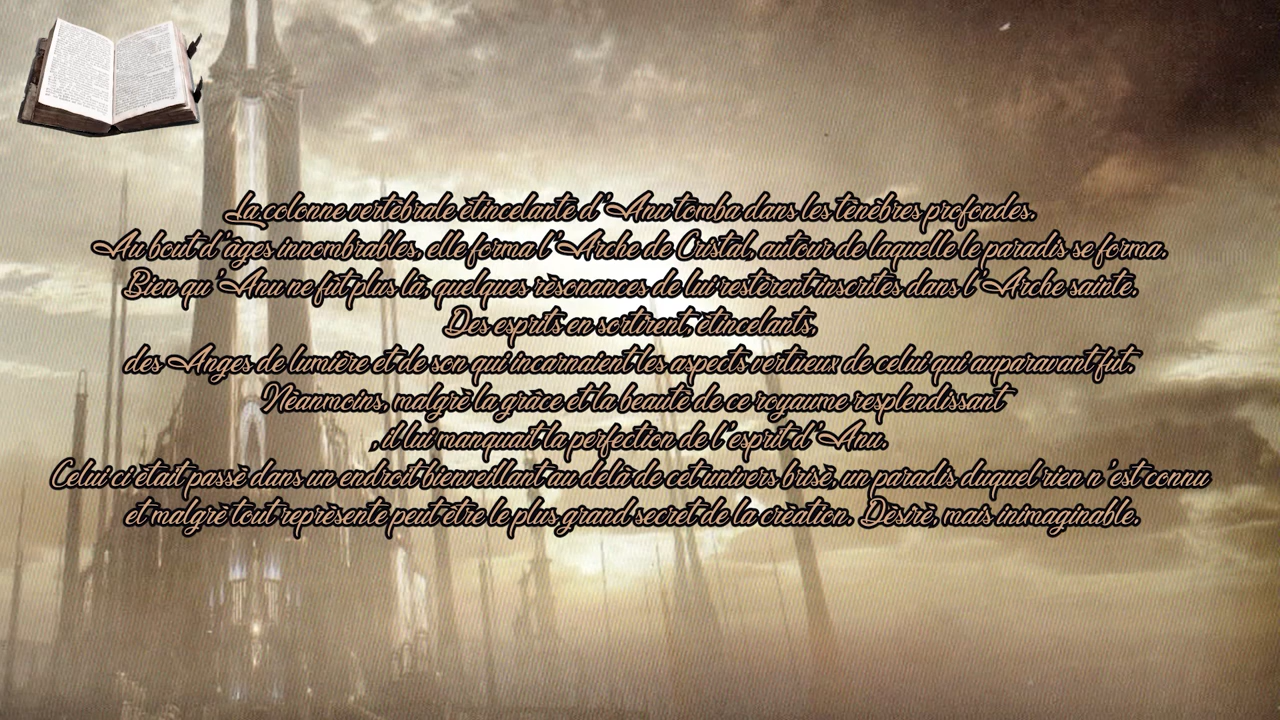 La colonne vertébrale étincelante d'Anu tomba dans les ténèbres profondes.
Au bout d'âges innombrables, elle forma l'Arche de Cristal, autour de laquelle le paradis se forma.
Bien qu'Anu ne fut plus là, quelques résonances de lui restèrent inscrites dans l'Arche sainte.
Des esprits en sortirent, étincelants,
des Anges de lumière et de son qui incarnaient les aspects vertueux de celui qui auparavant fut.
Néanmoins, malgré la grâce et la beauté de ce royaume resplendissant
, il lui manquait la perfection de l'esprit d'Anu.
Celui ci était passé dans un endroit bienveillant au delà de cet univers brisé, un paradis duquel rien n'est connu
et malgré tout représente peut être le plus grand secret de la création. Désiré, mais inimaginable.